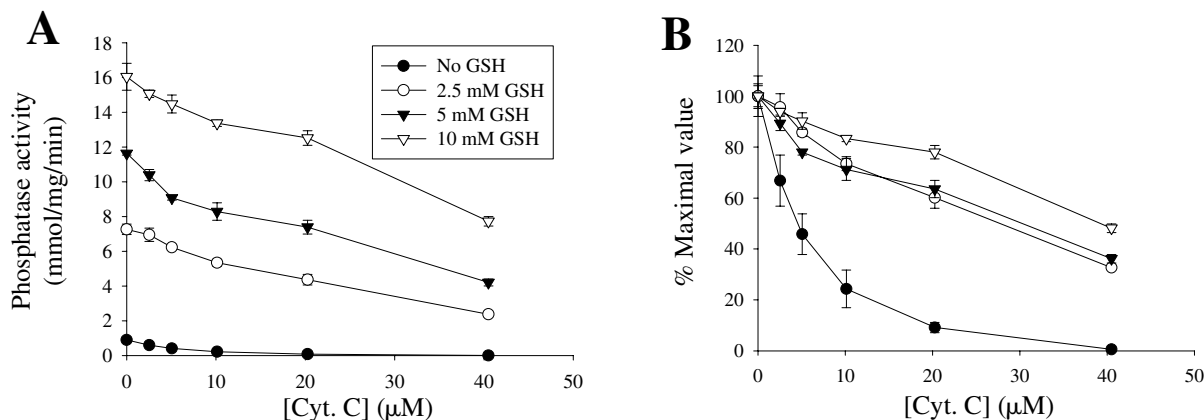 A
Phosphatase activity
(mmol/mg/min)
18
16
14
12
10
8
6
4
2
0
0 10 20 30 40 50
[Cyt. C] (μM)
No GSH
2.5 mM GSH
5 mM GSH
10 mM GSH
B
% Maximal value
120
100
80
60
40
20
0
0 10 20 30 40 50
[Cyt. C] (μM)